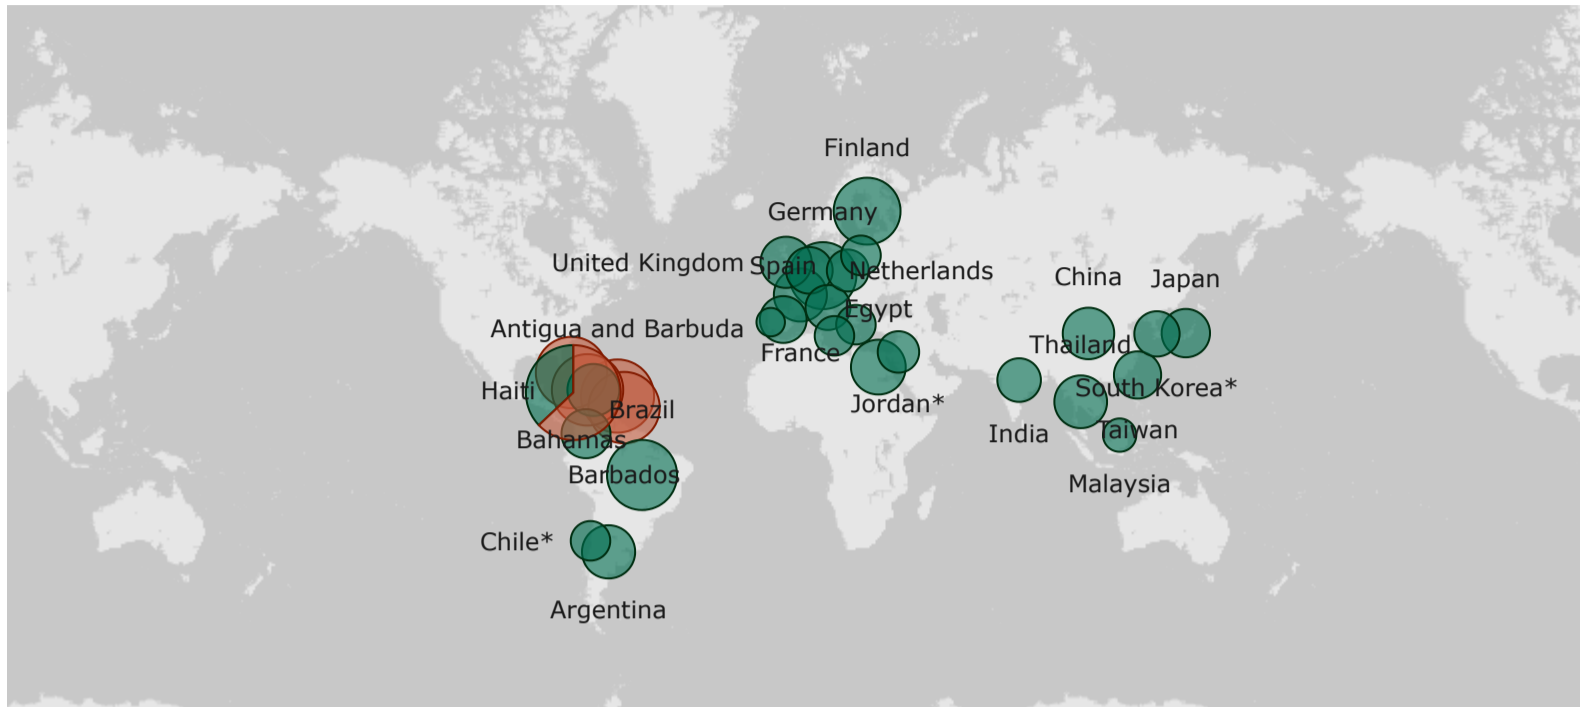 Finland
Germany
United Kingdom
Spain
Netherlands
China
Japan
Egypt
Antigua and Barbuda
Thailand
France
Haiti
South Korea*
Jordan*
Brazil
Taiwan
India
Bahamas
Barbados
Malaysia
Chile*
Argentina